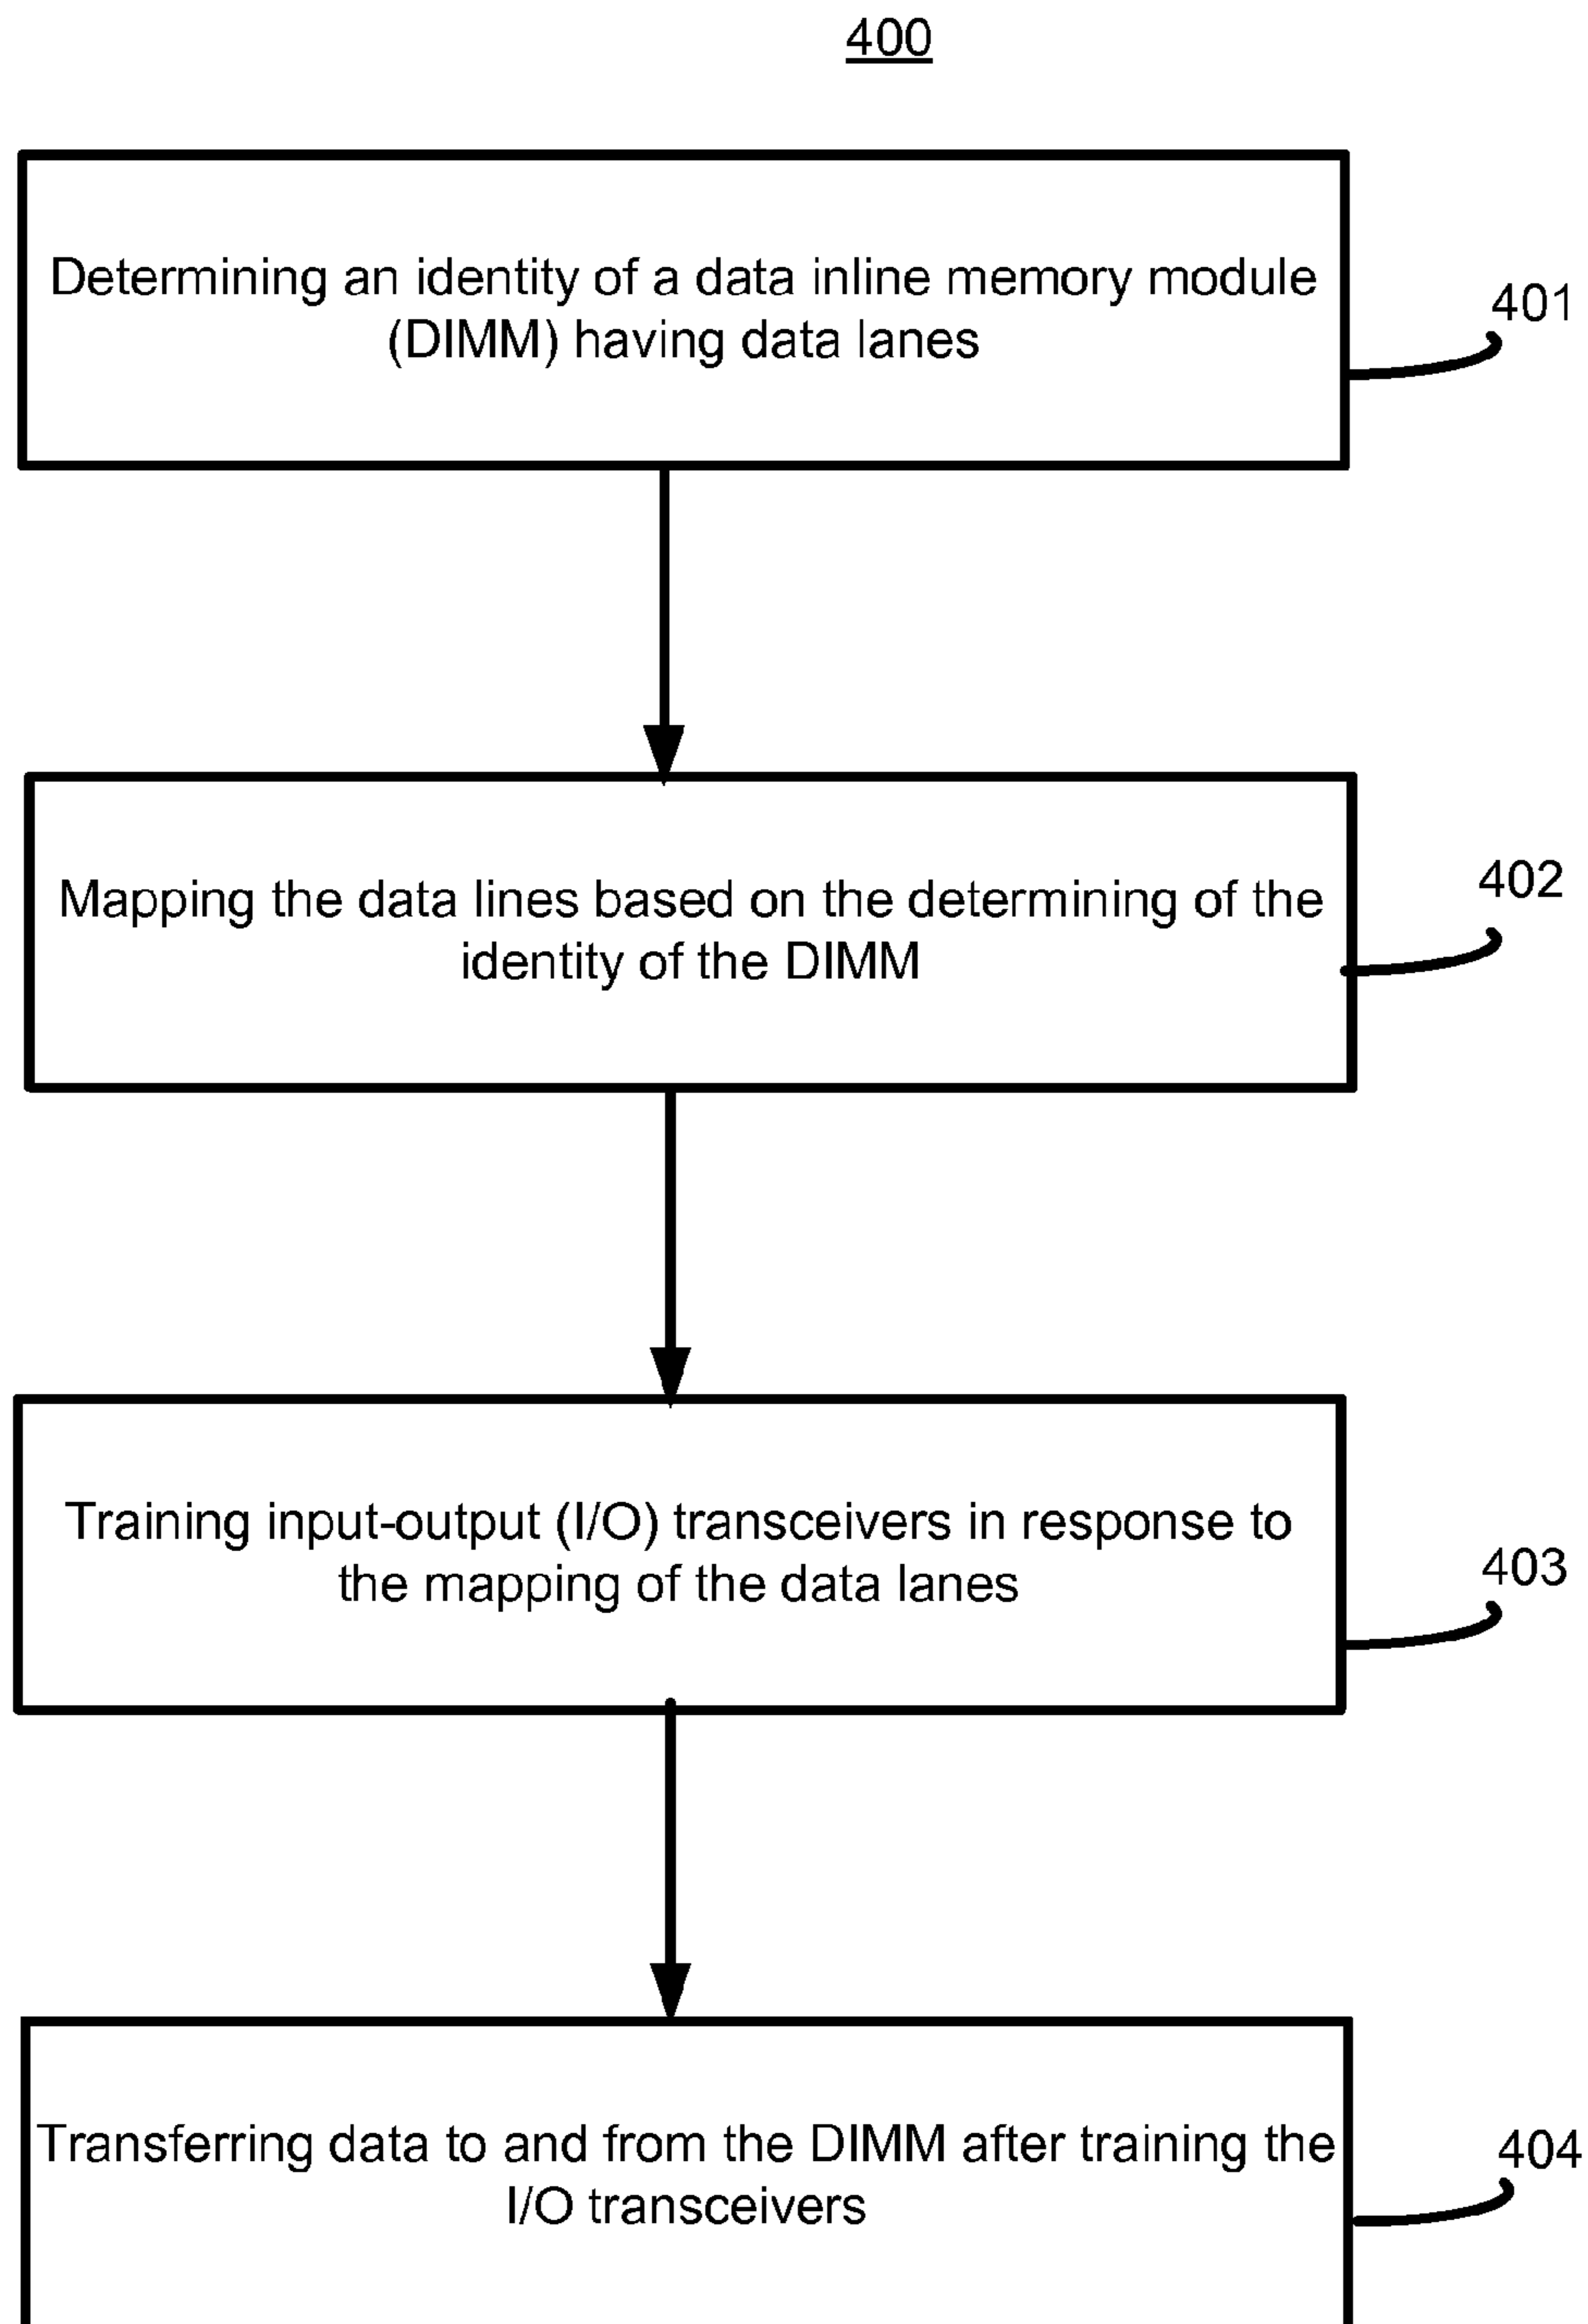 400
Determining an identity of a data inline memory module
(DIMM) having data lanes
401
Mapping the data lines based on the determining of the
identity of the DIMM
402
Training input-output (I/O) transceivers in response to
the mapping of the data lanes
403
Transferring data to and from the DIMM after training the
I/O transceivers
404